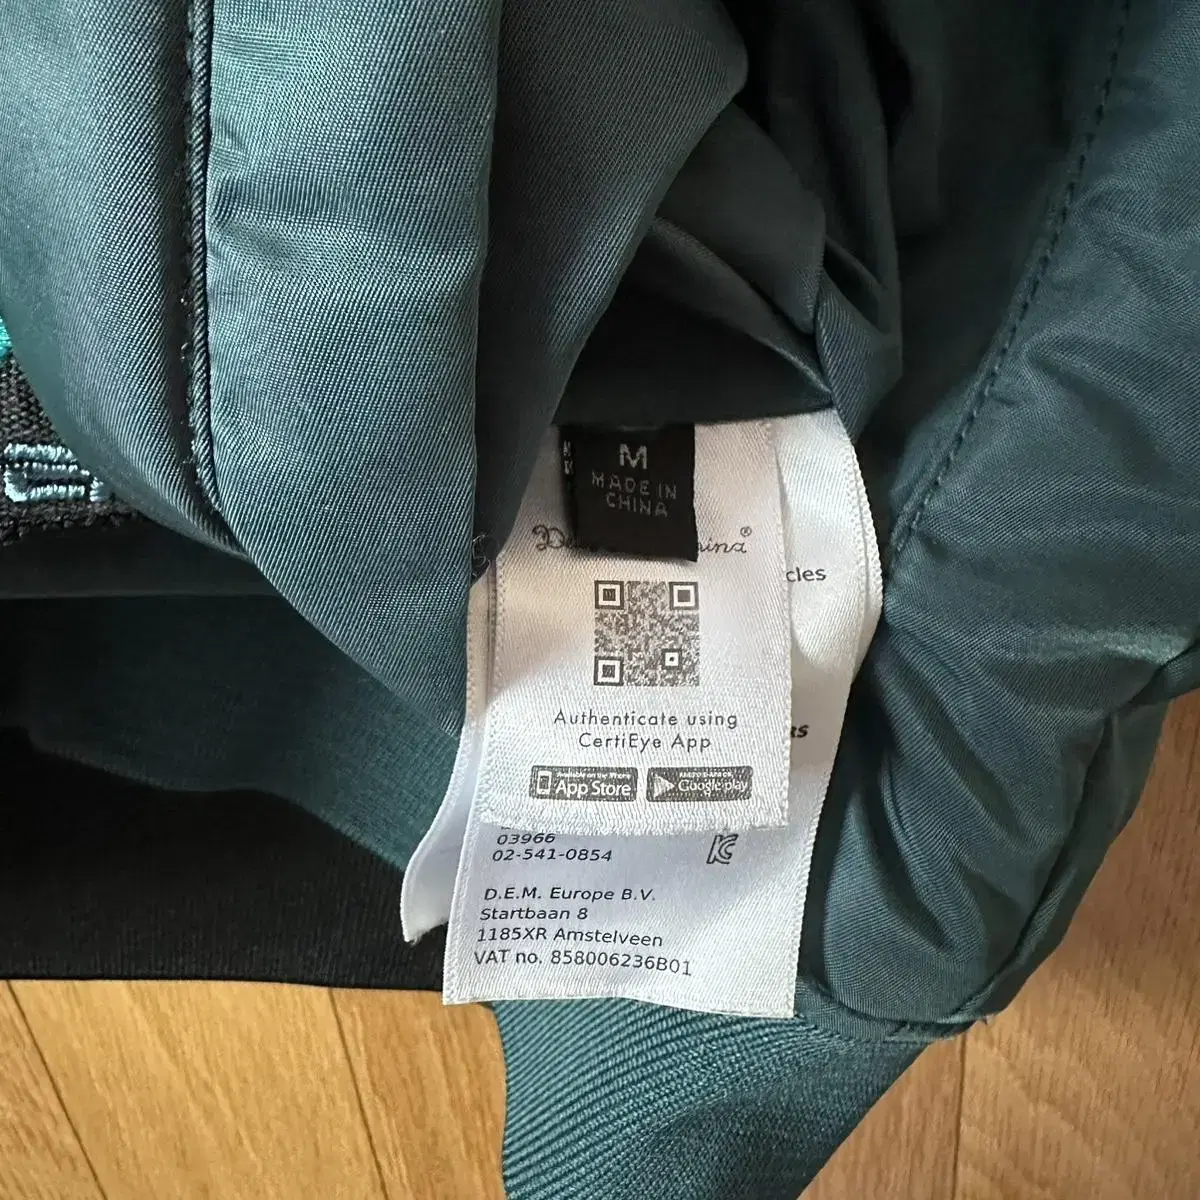 M
MADE IN
CHINA
cles
Authenticate using
CertiEye App
App Store
Google play
03966
02-541-0854
D.E.M. Europe B.V.
Startbaan 8
1185XR Amstelveen
VAT no. 858006236B01